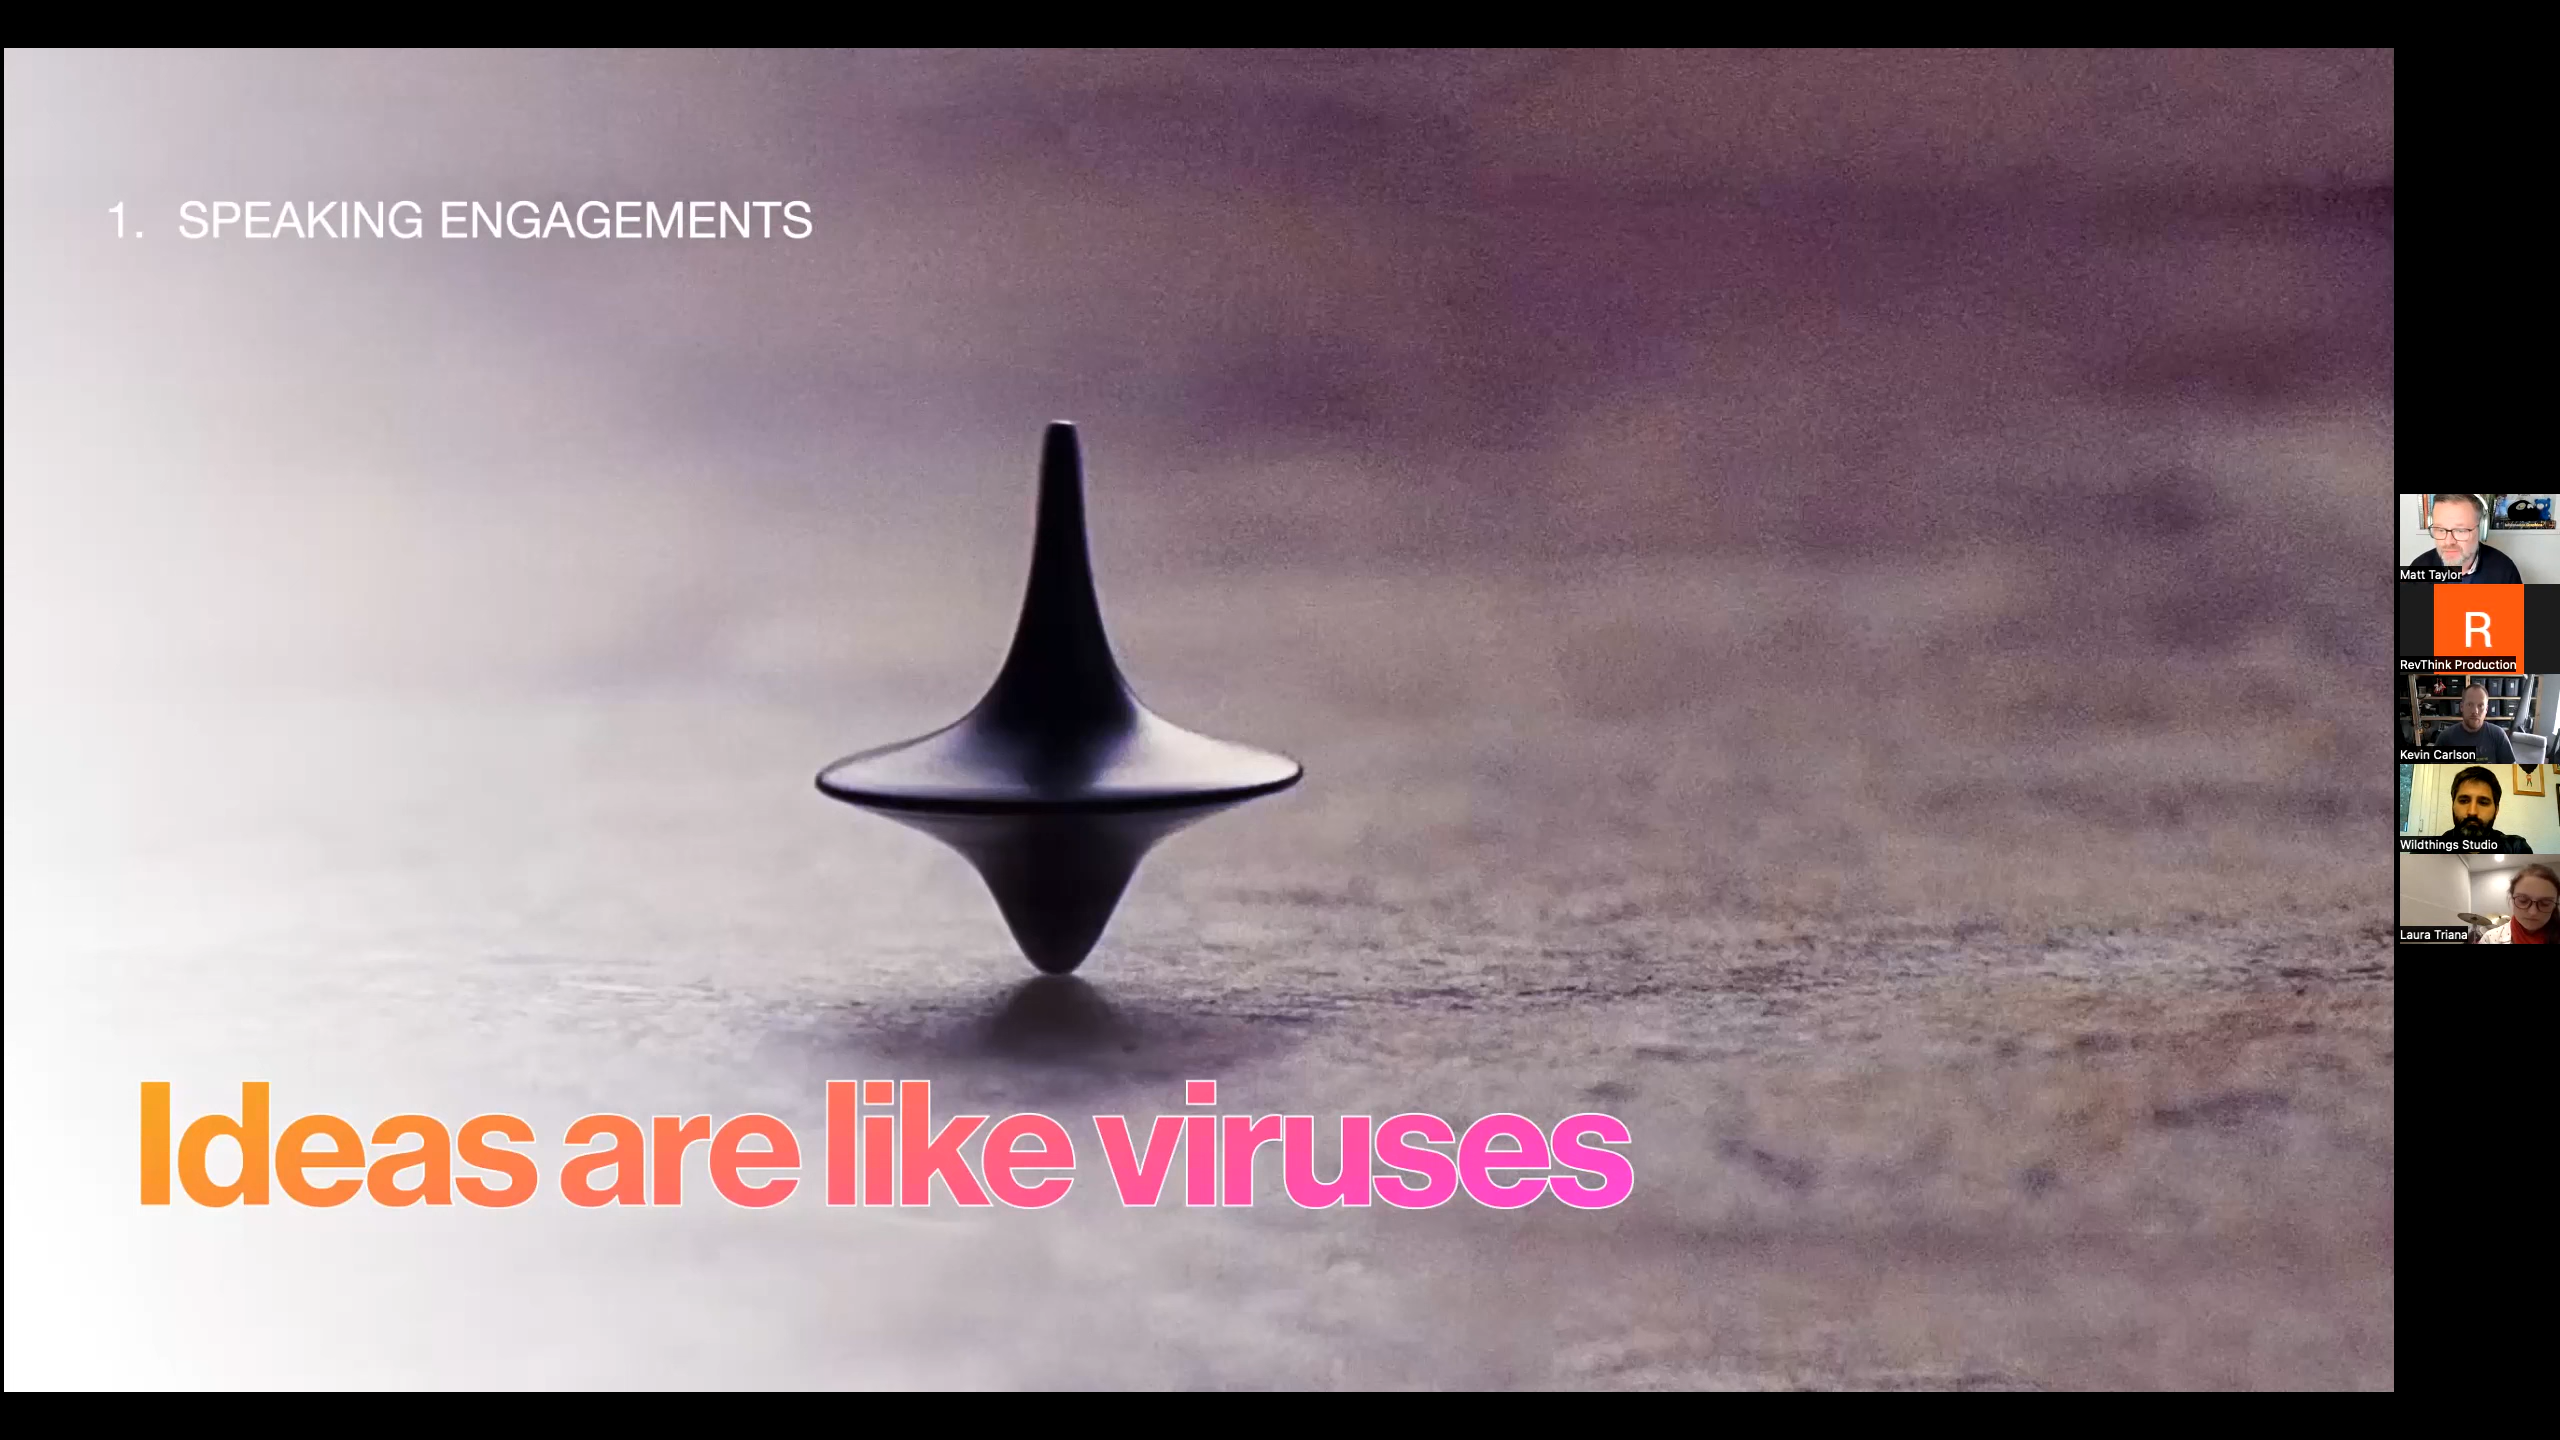 1. SPEAKING ENGAGEMENTS
Ideas are like viruses
Matt Taylor
R
RevThink Production
Kevin Carlson
Wildthings Studio
Laura Triana